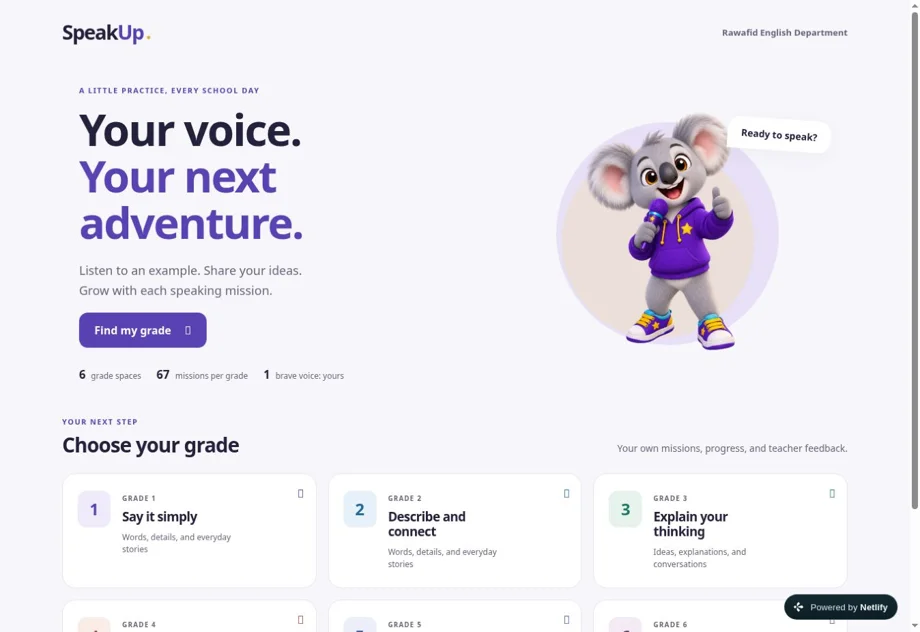 SpeakUp.
Rawafid English Department
A LITTLE PRACTICE, EVERY SCHOOL DAY
Your voice.
Your next
adventure.
Ready to speak?
Listen to an example. Share your ideas.
Grow with each speaking mission.
Find my grade
6 grade spaces 67 missions per grade 1 brave voice: yours
YOUR NEXT STEP
Choose your grade
Your own missions, progress, and teacher feedback.
1
GRADE 1
Say it simply
Words, details, and everyday
stories
2
GRADE 2
Describe and
connect
Words, details, and everyday
stories
3
GRADE 3
Explain your
thinking
Ideas, explanations, and
conversations
GRADE 4
GRADE 5
GRADE 6
Powered by Netlify